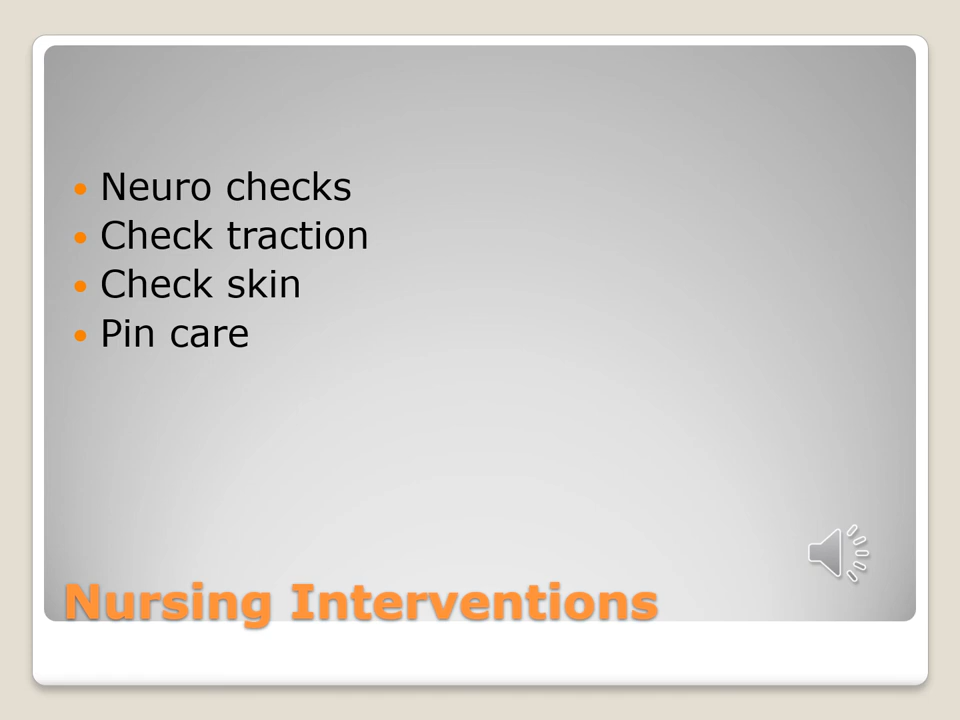 Neuro checks
Check traction
Check skin
Pin care
Nursing Interventions